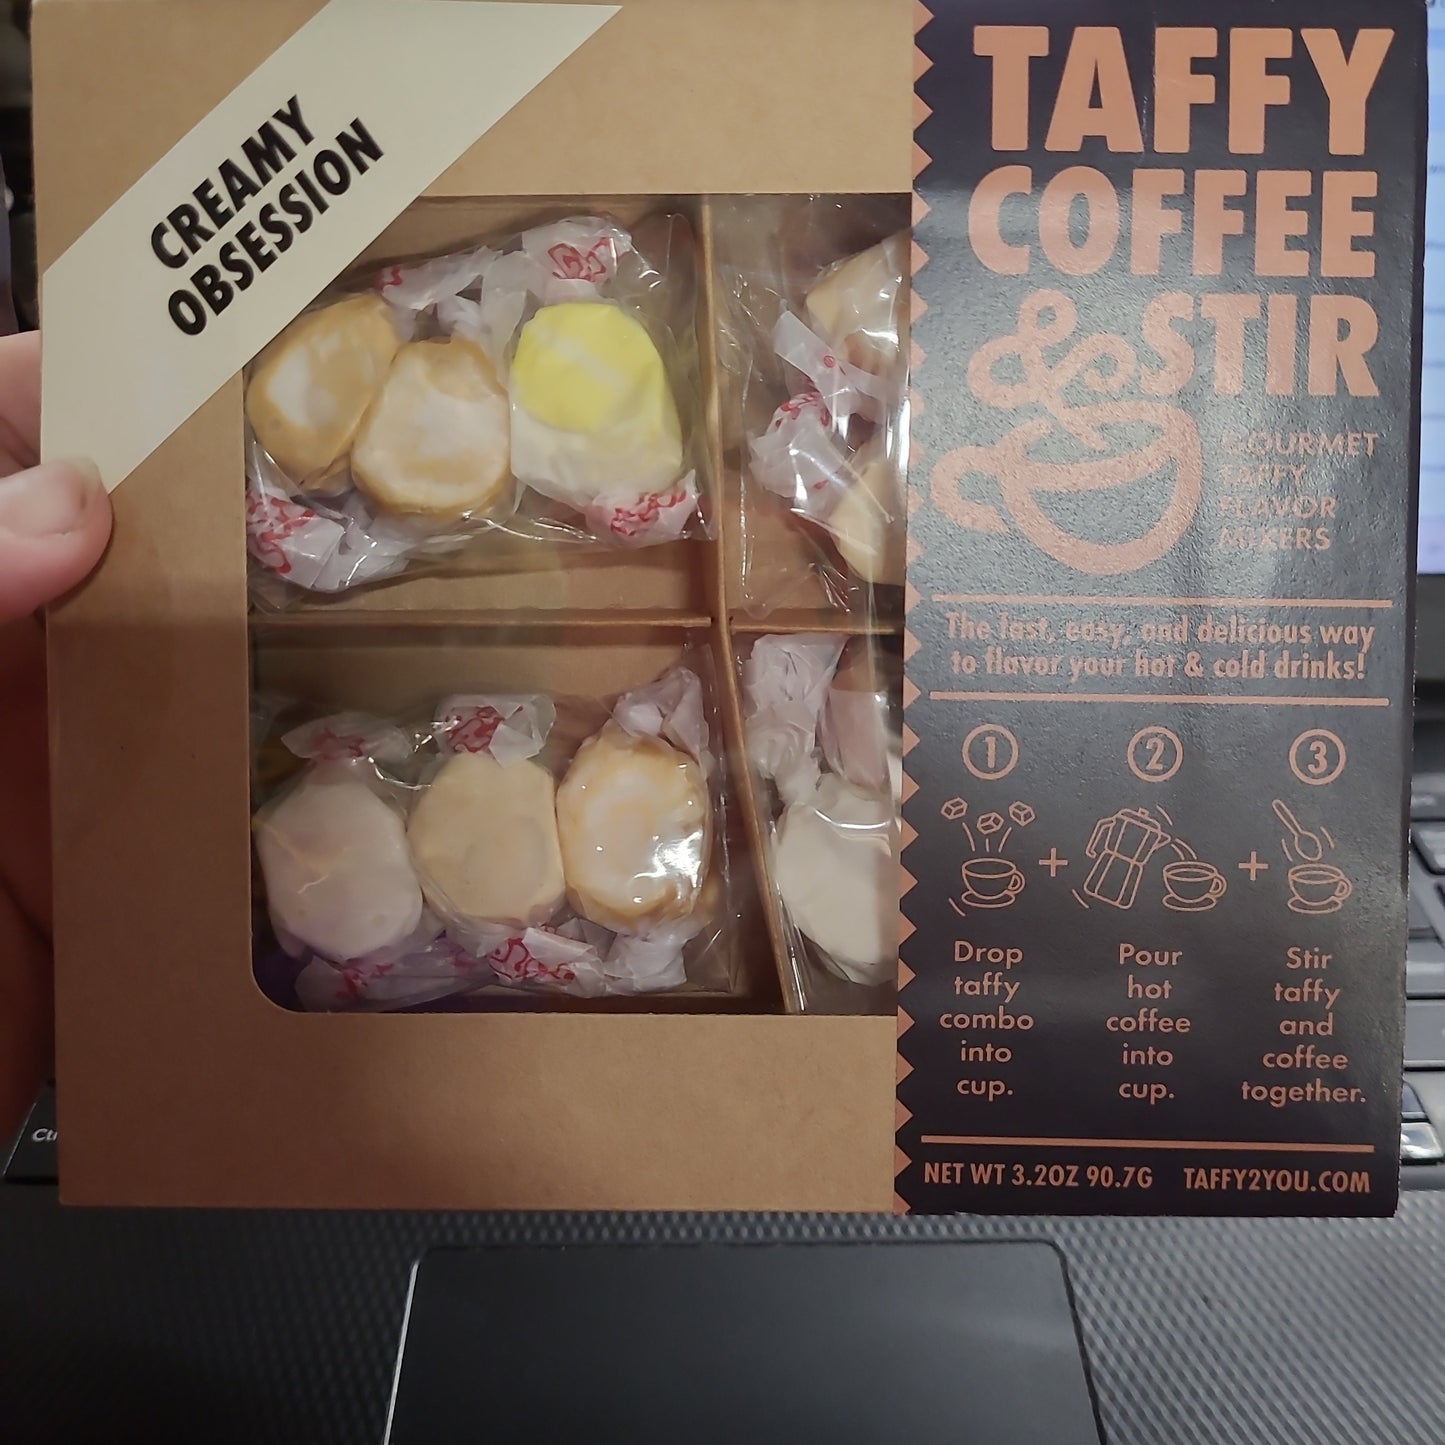 CREAMY
OBSESSION
TAFFY
COFFEE
& STIR
GOURMET
TAFFY
FLAVOR
MIXERS
The fast, easy, and delicious way
to flavor your hot & cold drinks!
1 2 3
+ +
Drop
taffy
combo
into
cup.
Pour
hot
coffee
into
cup.
Stir
taffy
and
coffee
together.
NET WT 3.2OZ 90.7G TAFFY2YOU.COM